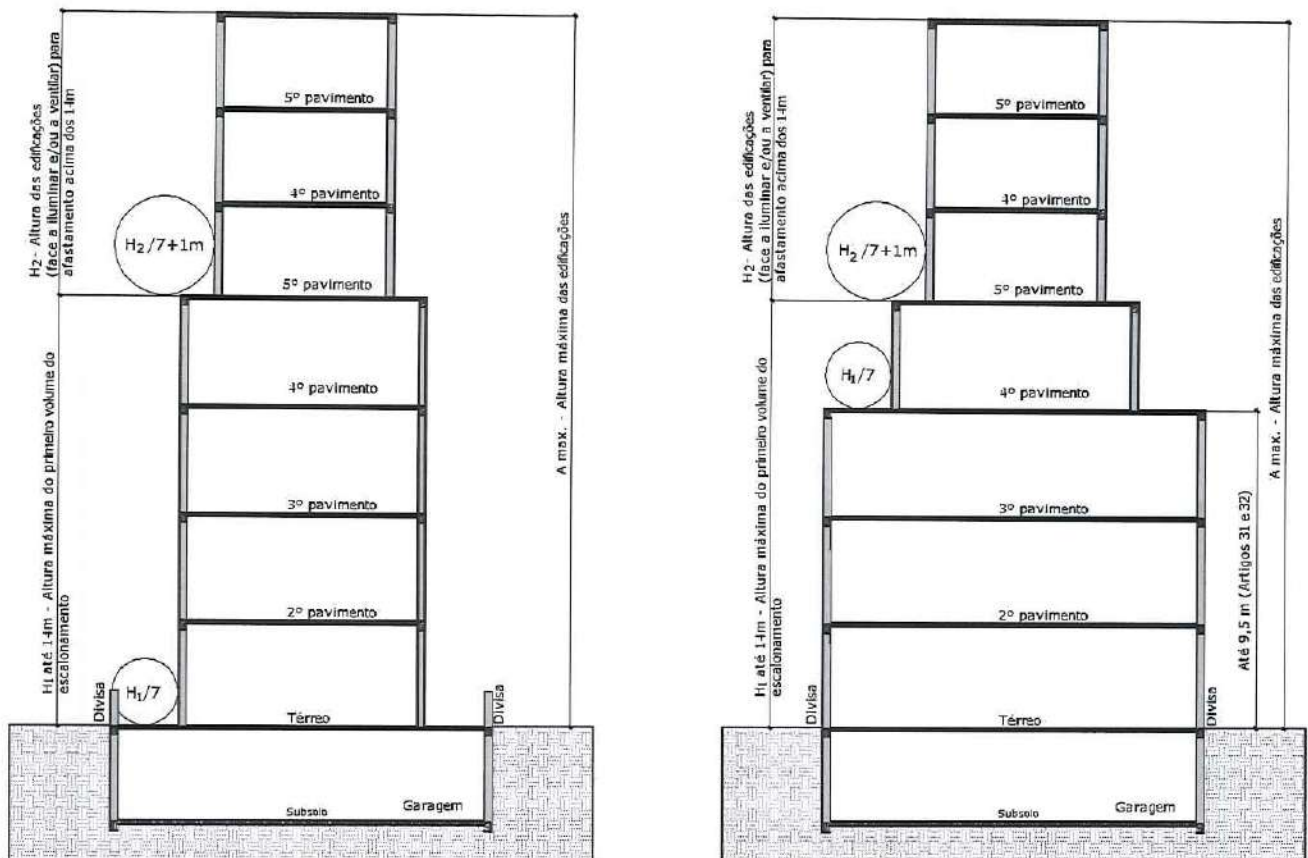 H2- Altura das edificações
(face a iluminar e/ou a ventilar) para
afastamento acima dos 14m
H1 até 14m - Altura máxima do primeiro volume do
escalonamento
5º pavimento
4º pavimento
H2/7+1m
5º pavimento
4º pavimento
3º pavimento
2º pavimento
H1/7
Divisa
Térreo
Divisa
Subsolo
Garagem
A max. - Altura máxima das edificações
H2- Altura das edificações
(face a iluminar e/ou a ventilar) para
afastamento acima dos 14m
H1 até 14m - Altura máxima do primeiro volume do
escalonamento
5º pavimento
4º pavimento
H2/7+1m
5º pavimento
H1/7
4º pavimento
3º pavimento
2º pavimento
Divisa
Térreo
Divisa
Subsolo
Garagem
Até 9,5 m (Artigos 31 e 32)
A max. - Altura máxima das edificações